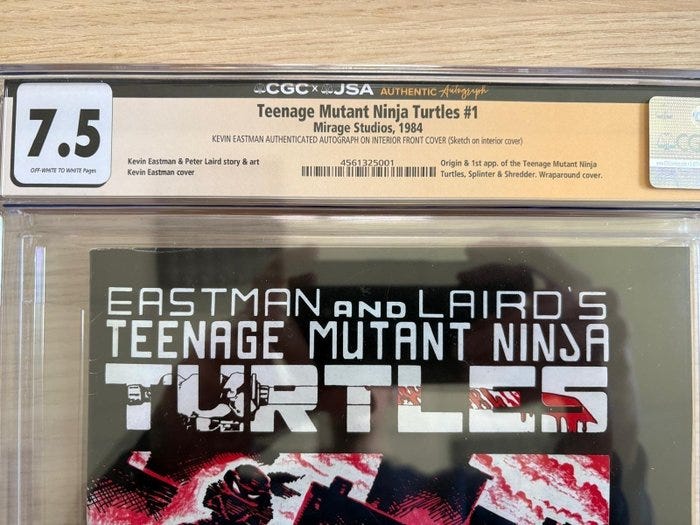 CGC × JSA AUTHENTIC Autograph
7.5
OFF-WHITE TO WHITE Pages
Teenage Mutant Ninja Turtles #1
Mirage Studios, 1984
KEVIN EASTMAN AUTHENTICATED AUTOGRAPH ON INTERIOR FRONT COVER (Sketch on interior cover)
Kevin Eastman & Peter Laird story & art
Kevin Eastman cover
4561325001
Origin & 1st app. of the Teenage Mutant Ninja
Turtles, Splinter & Shredder. Wraparound cover.
EASTMAN AND LAIRD'S
TEENAGE MUTANT NINJA
TURTLES